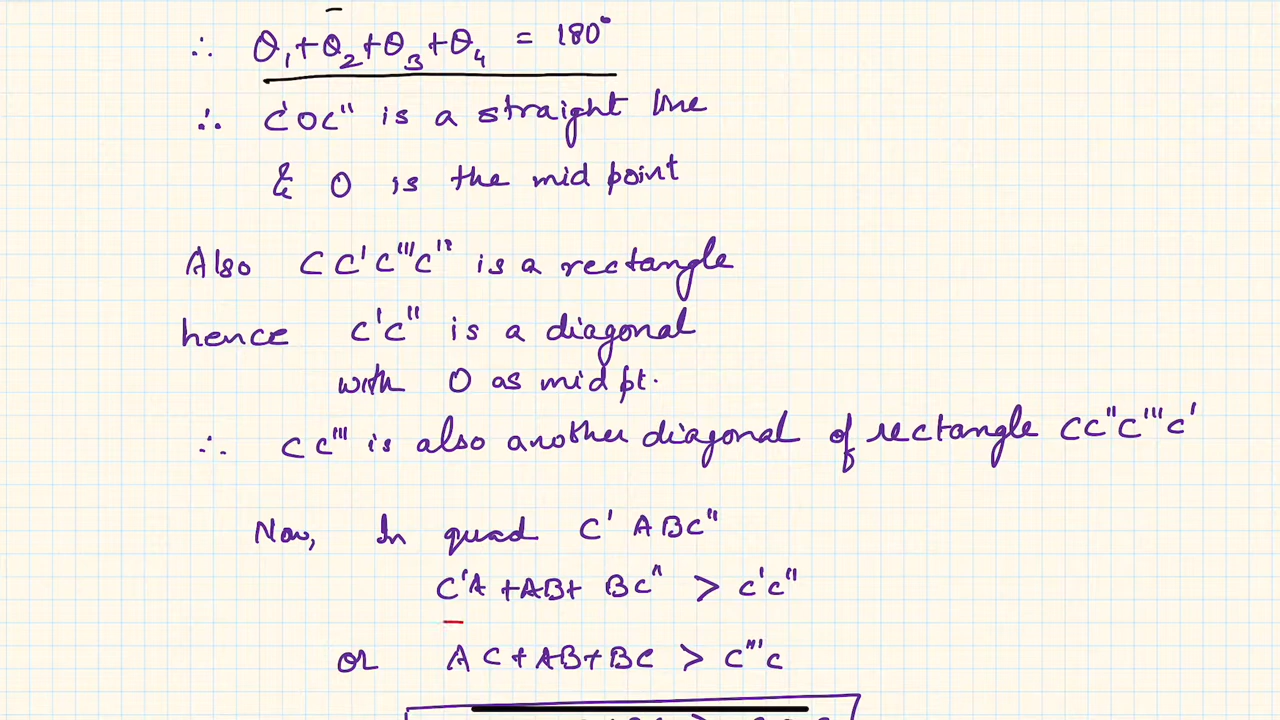 ∴ θ₁+θ₂+θ₃+θ₄ = 180°
∴ C'OC" is a straight line
& O is the mid point
Also CC'C'''C" is a rectangle
hence C'C" is a diagonal
with O as mid pt.
∴ CC''' is also another diagonal of rectangle CC"C'''C'
Now, In quad C'ABC"
C'A +AB+ BC" > C'C"
or AC+AB+BC > C'''C